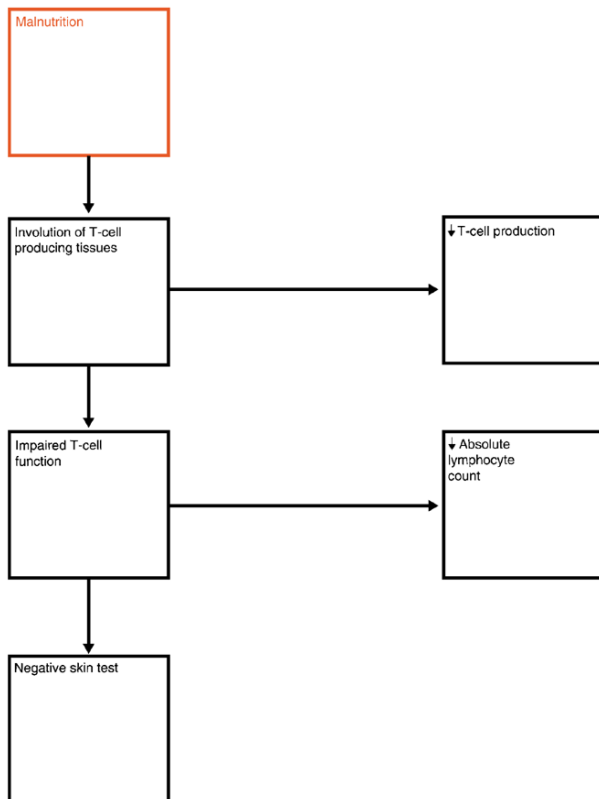 Malnutrition
Involution of T-cell
producing tissues
↓ T-cell production
Impaired T-cell
function
↓ Absolute
lymphocyte
count
Negative skin test